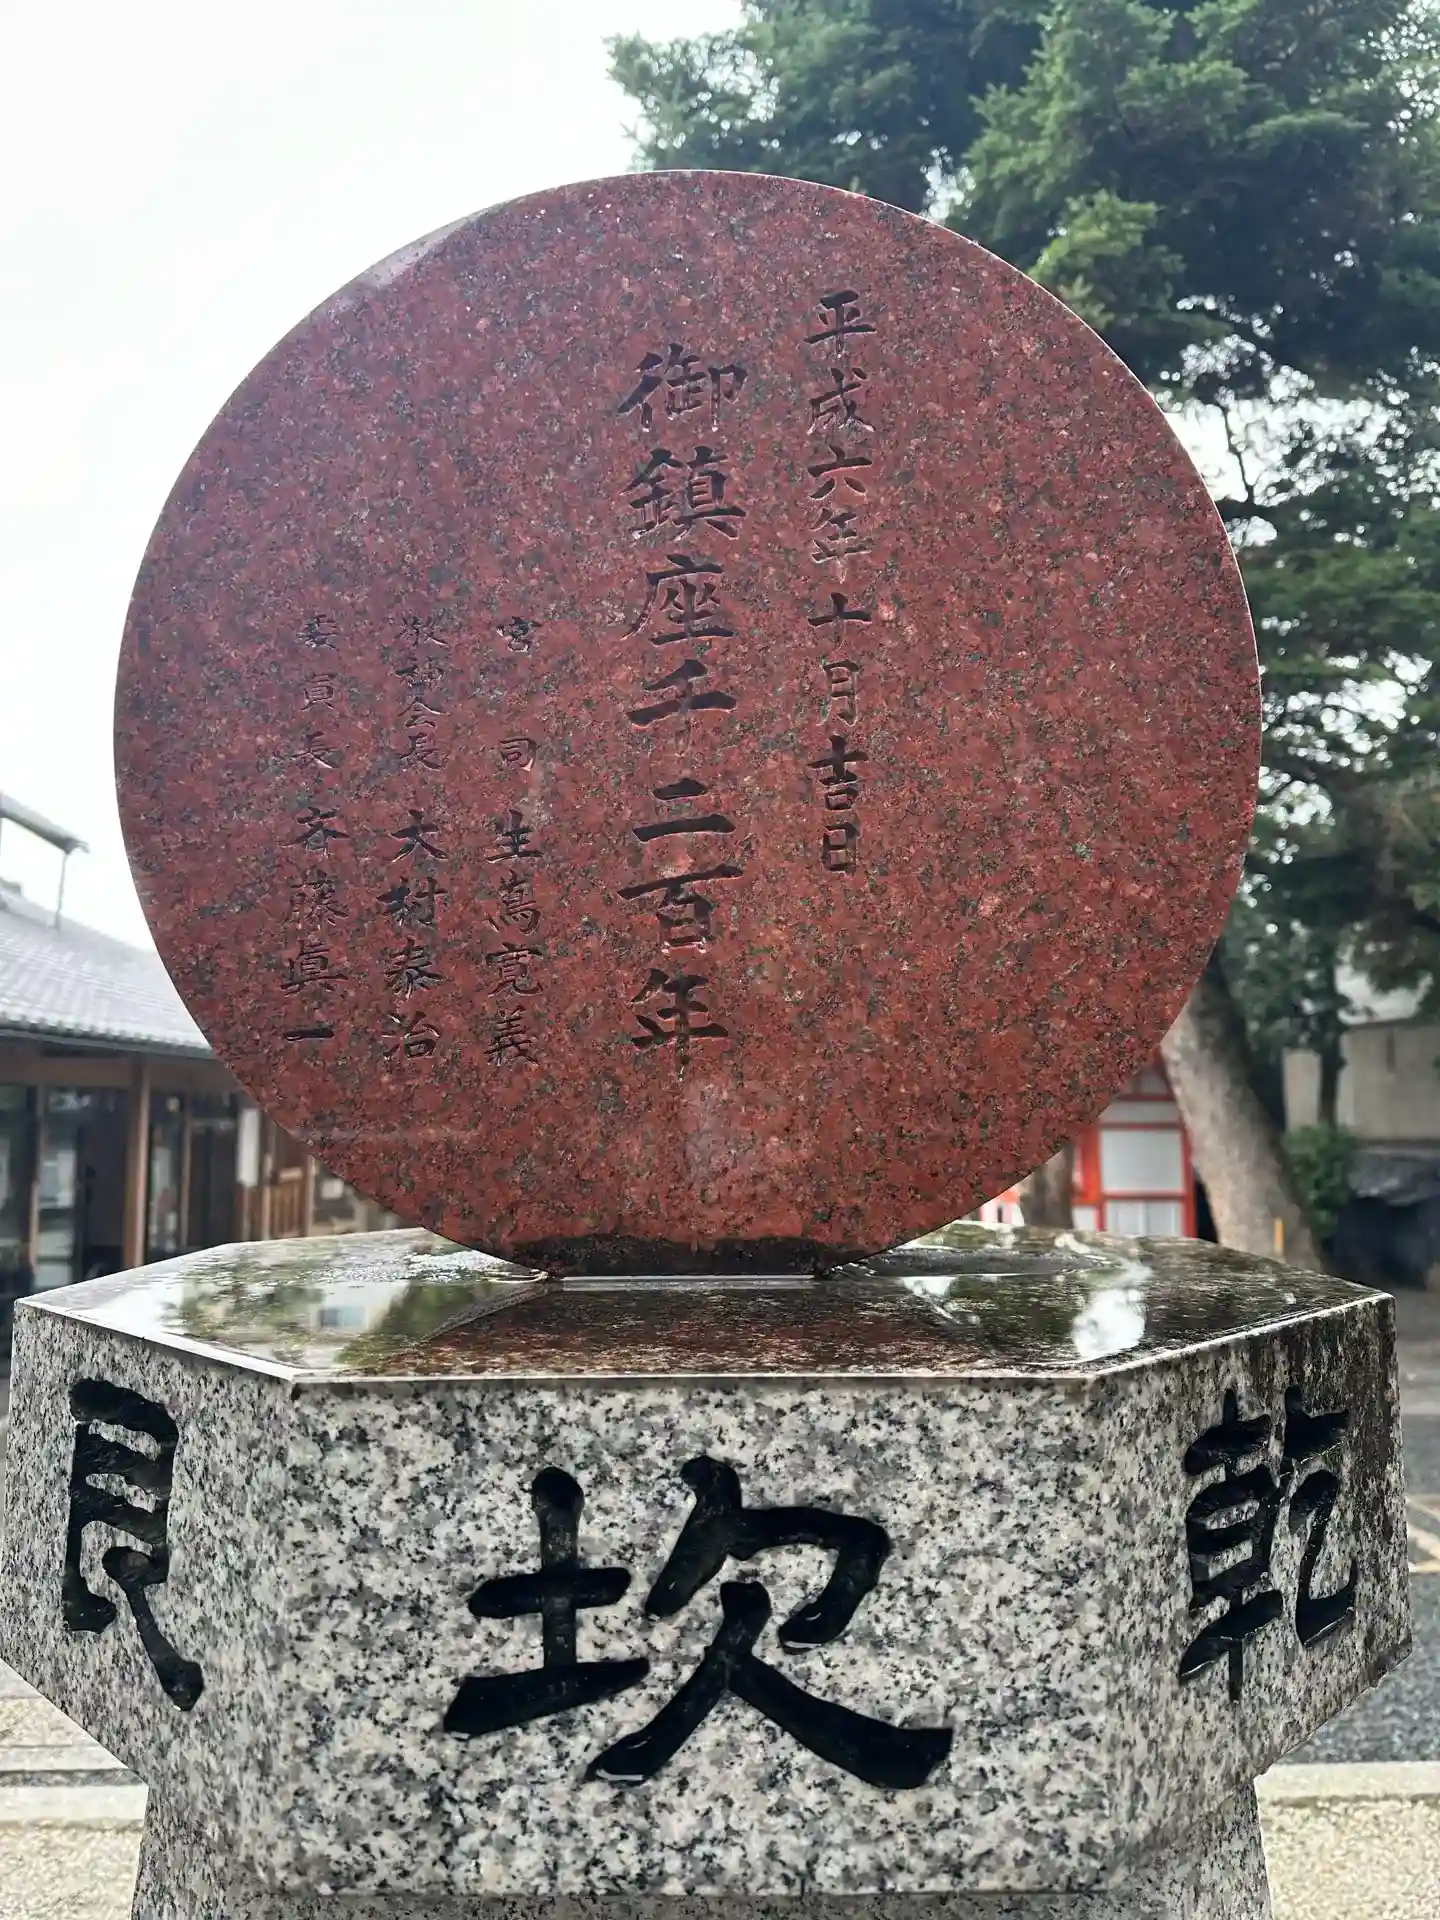 平成六年十月吉日
御鎮座千二百年
宮司 生嶌寛義
敬神会長 大村泰治
委員長 斉藤眞一
艮 坎 乾